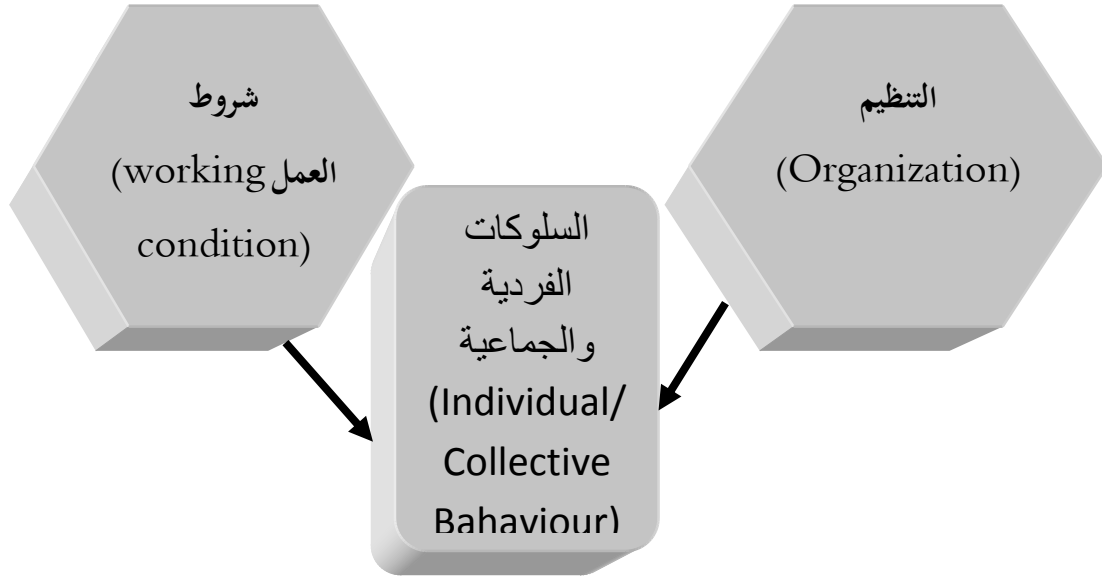 شروط
العمل (working
condition)
التنظيم
(Organization)
السلوكات
الفردية
والجماعية
(Individual/
Collective
Bahaviour)